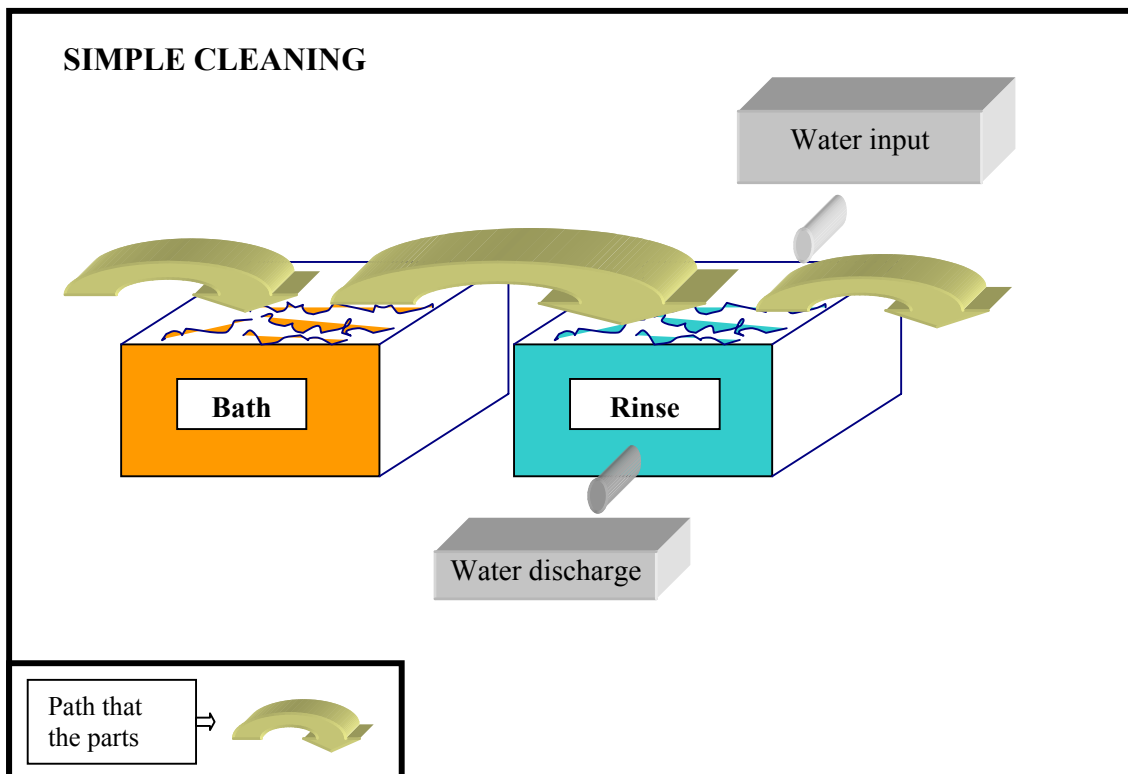 SIMPLE CLEANING
Water input
Bath
Rinse
Water discharge
Path that
the parts